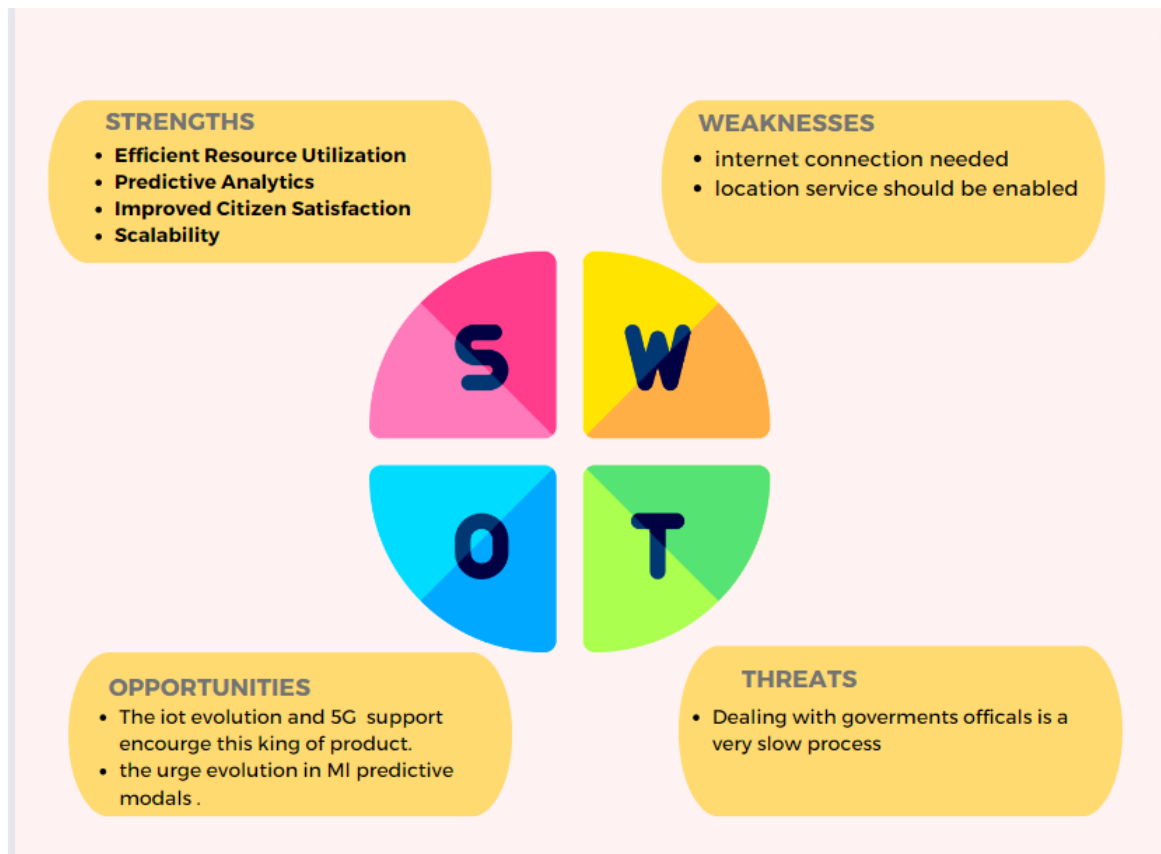 STRENGTHS
• Efficient Resource Utilization
• Predictive Analytics
• Improved Citizen Satisfaction
• Scalability
WEAKNESSES
• internet connection needed
• location service should be enabled
S
W
O
T
OPPORTUNITIES
• The iot evolution and 5G support
encourge this king of product.
• the urge evolution in Ml predictive
modals .
THREATS
• Dealing with goverments officals is a
very slow process